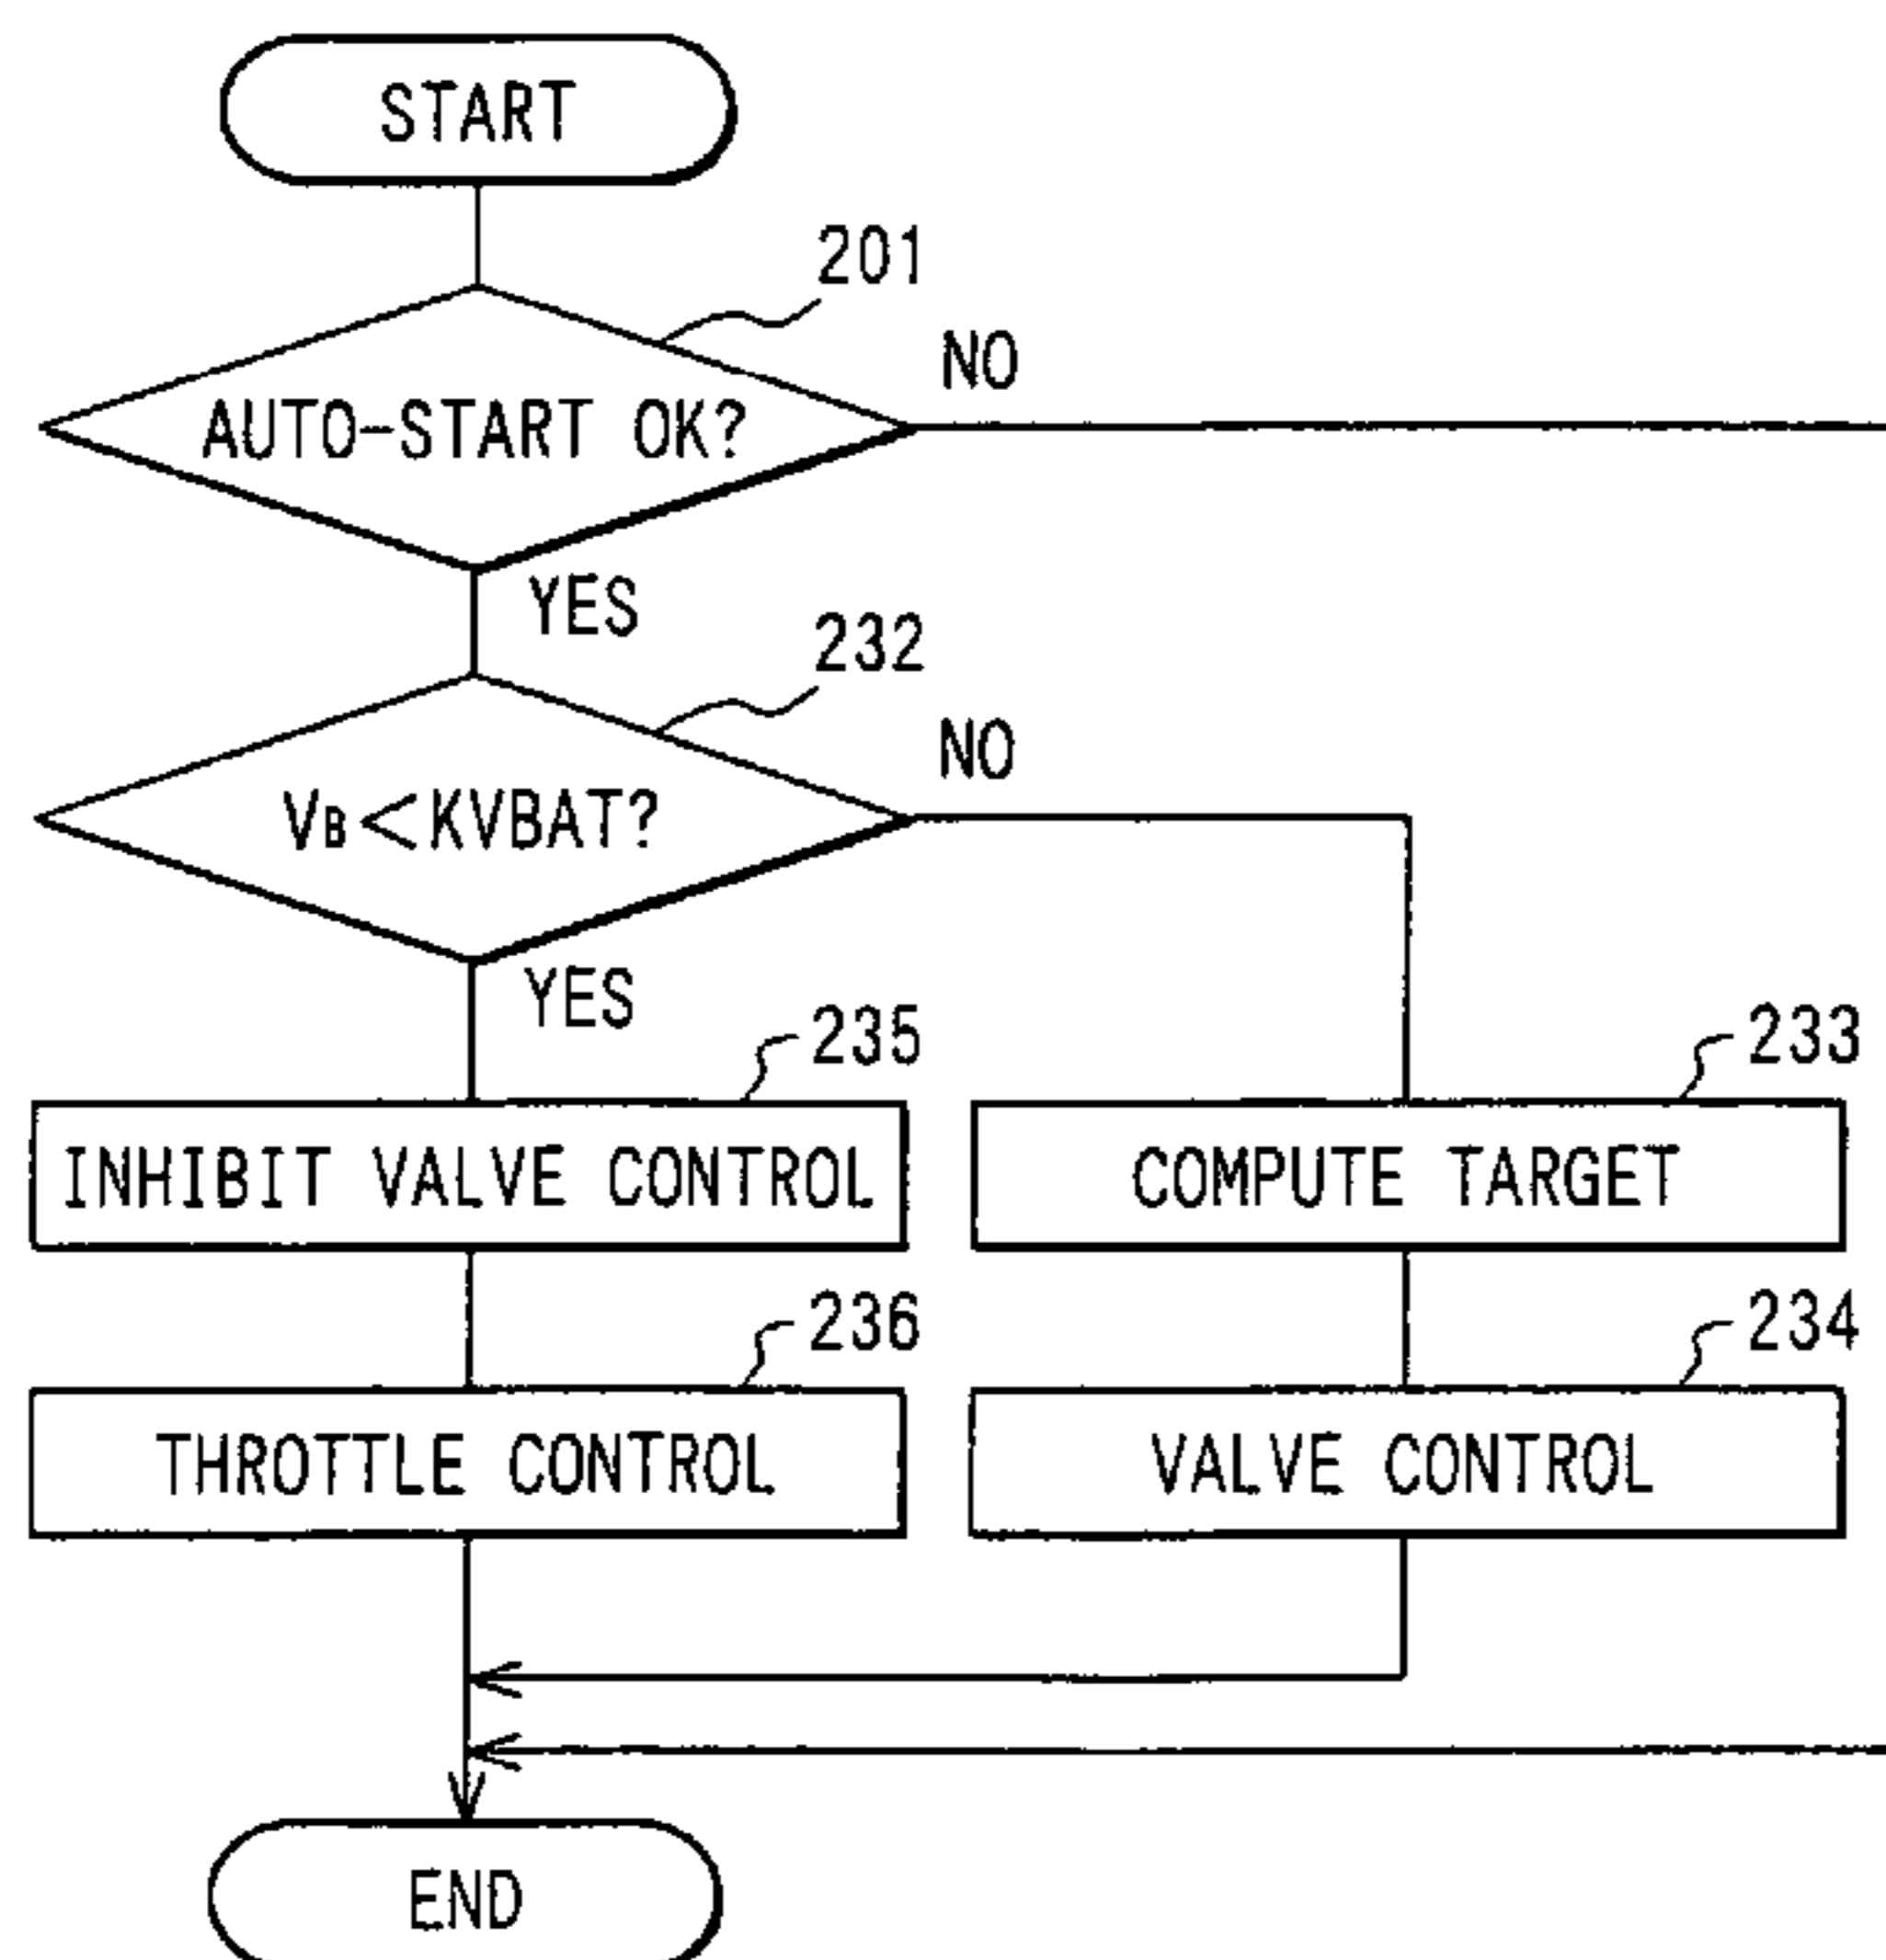 START
201
NO
AUTO-START OK?
YES
232
NO
VB<KVBAT?
YES
235
233
INHIBIT VALVE CONTROL
COMPUTE TARGET
236
234
THROTTLE CONTROL
VALVE CONTROL
END